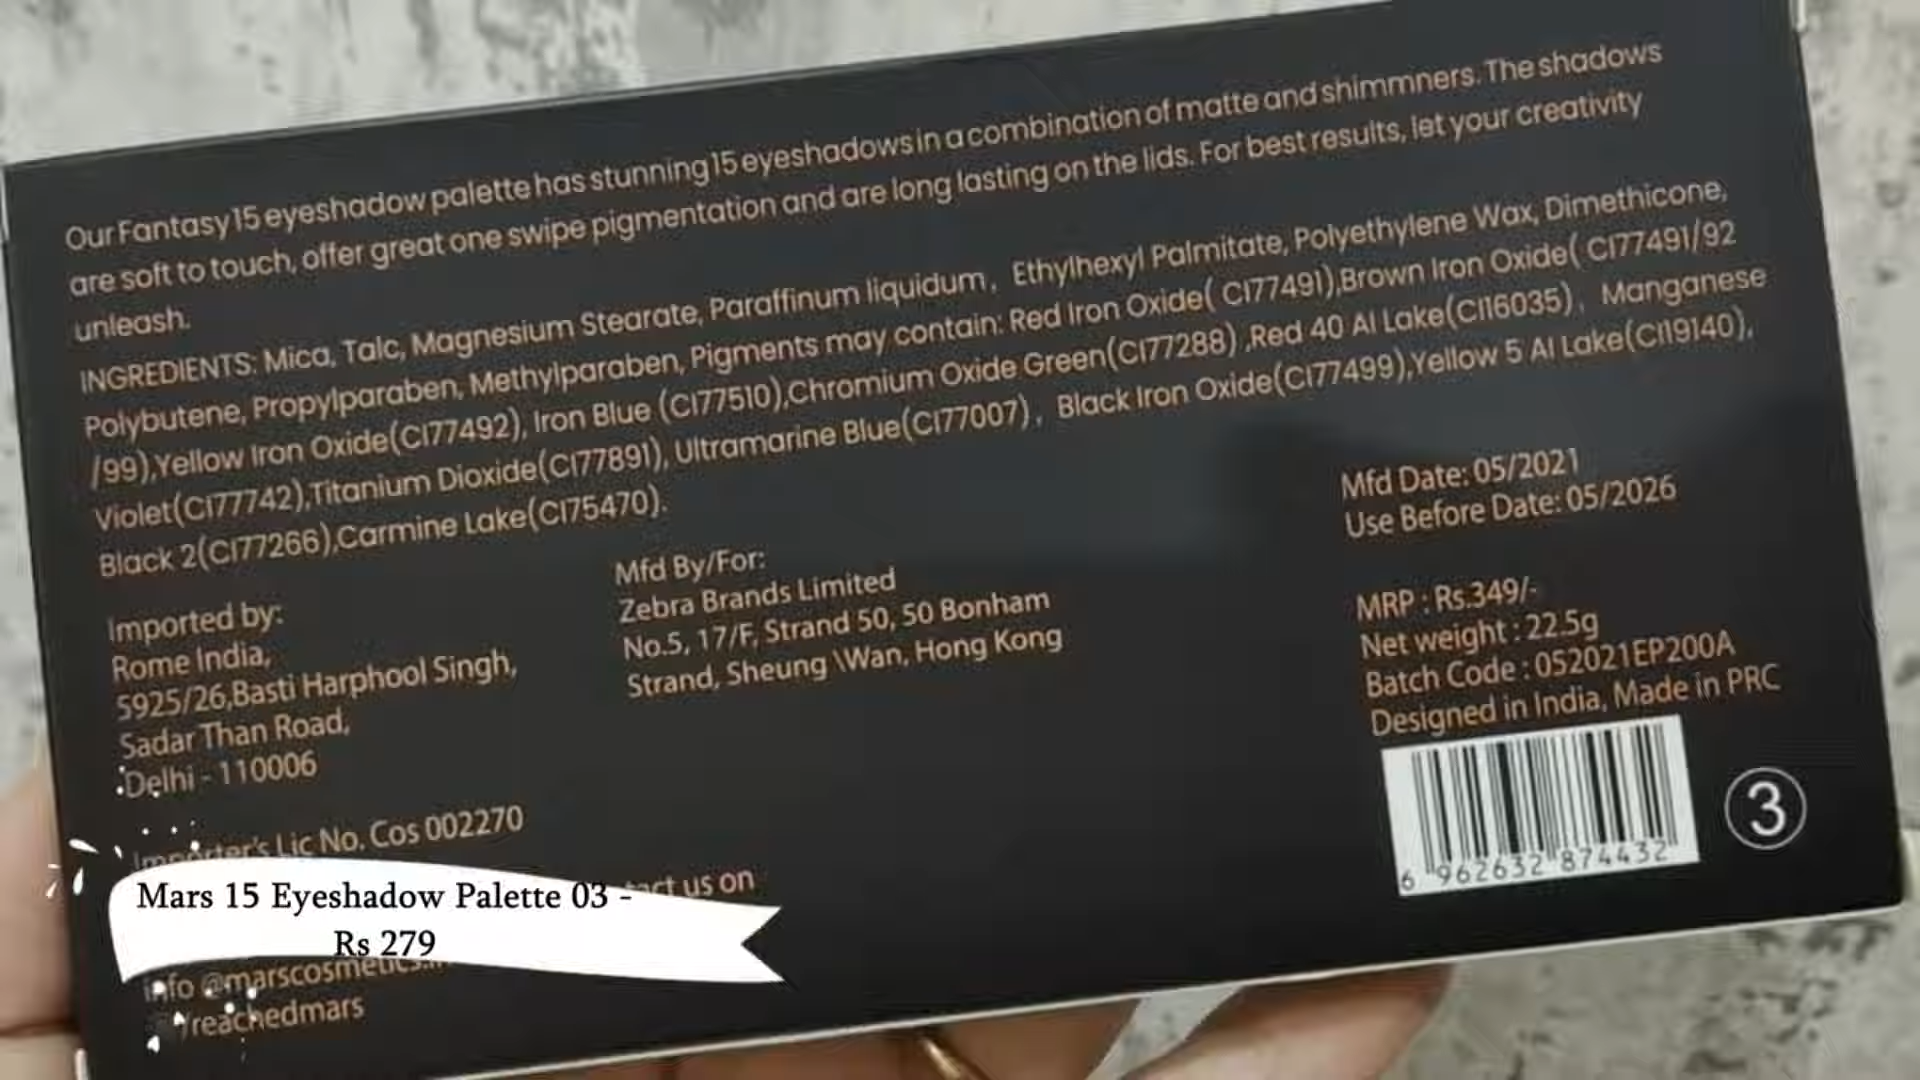 Our Fantasy 15 eyeshadow palette has stunning 15 eyeshadows in a combination of matte and shimmners. The shadows
are soft to touch, offer great one swipe pigmentation and are long lasting on the lids. For best results, let your creativity
unleash.
INGREDIENTS: Mica, Talc, Magnesium Stearate, Paraffinum liquidum, Ethylhexyl Palmitate, Polyethylene Wax, Dimethicone,
Polybutene, Propylparaben, Methylparaben, Pigments may contain: Red Iron Oxide( CI77491),Brown Iron Oxide( CI77491/92
/99),Yellow Iron Oxide(CI77492), Iron Blue (CI77510),Chromium Oxide Green(CI77288) ,Red 40 Al Lake(CI16035) , Manganese
Violet(CI77742),Titanium Dioxide(CI77891), Ultramarine Blue(CI77007) , Black Iron Oxide(CI77499),Yellow 5 Al Lake(CI19140),
Black 2(CI77266),Carmine Lake(CI75470).
Imported by:
Rome India,
5925/26,Basti Harphool Singh,
Sadar Than Road,
Delhi - 110006
Importer's Lic No. Cos 002270
us on
info @marscosmetics.
/reachedmars
Mfd By/For:
Zebra Brands Limited
No.5, 17/F, Strand 50, 50 Bonham
Strand, Sheung \Wan, Hong Kong
Mfd Date: 05/2021
Use Before Date: 05/2026
MRP : Rs.349/-
Net weight : 22.5g
Batch Code : 052021EP200A
Designed in India, Made in PRC
6 962632 874432
3
Mars 15 Eyeshadow Palette 03 -
Rs 279